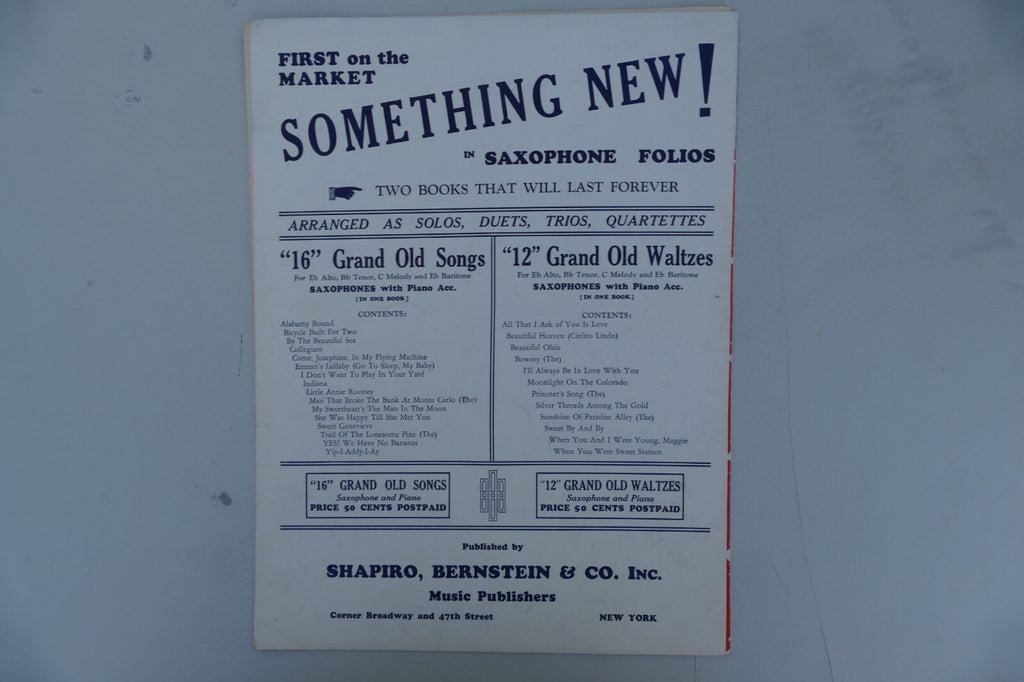 FIRST on the
MARKET
SOMETHING NEW!
IN SAXOPHONE FOLIOS
TWO BOOKS THAT WILL LAST FOREVER
ARRANGED AS SOLOS, DUETS, TRIOS, QUARTETTES
"16" Grand Old Songs
For Eb Alto, Bb Tenor, C Melody and Eb Baritone
SAXOPHONES with Piano Acc.
[IN ONE BOOK]
CONTENTS:
Alabamy Bound
Bicycle Built For Two
By The Beautiful Sea
Collegiate
Come, Josephine, In My Flying Machine
Emmet's Lullaby (Go To Sleep, My Baby)
I Don't Want To Play In Your Yard
Indiana
Little Annie Rooney
Man That Broke The Bank At Monte Carlo (The)
My Sweetheart's The Man In The Moon
She Was Happy Till She Met You
Sweet Genevieve
Trail Of The Lonesome Pine (The)
YES! We Have No Bananas
Yip-I-Addy-I-Ay
"12" Grand Old Waltzes
For Eb Alto, Bb Tenor, C Melody and Eb Baritone
SAXOPHONES with Piano Acc.
[IN ONE BOOK]
CONTENTS:
All That I Ask of You Is Love
Beautiful Heaven (Cielito Lindo)
Beautiful Ohio
Bowery (The)
I'll Always Be In Love With You
Moonlight On The Colorado
Prisoner's Song (The)
Silver Threads Among The Gold
Sunshine Of Paradise Alley (The)
Sweet By And By
When You And I Were Young, Maggie
When You Were Sweet Sixteen
"16" GRAND OLD SONGS
Saxophone and Piano
PRICE 50 CENTS POSTPAID
"12" GRAND OLD WALTZES
Saxophone and Piano
PRICE 50 CENTS POSTPAID
Published by
SHAPIRO, BERNSTEIN & CO. INC.
Music Publishers
Corner Broadway and 47th Street NEW YORK